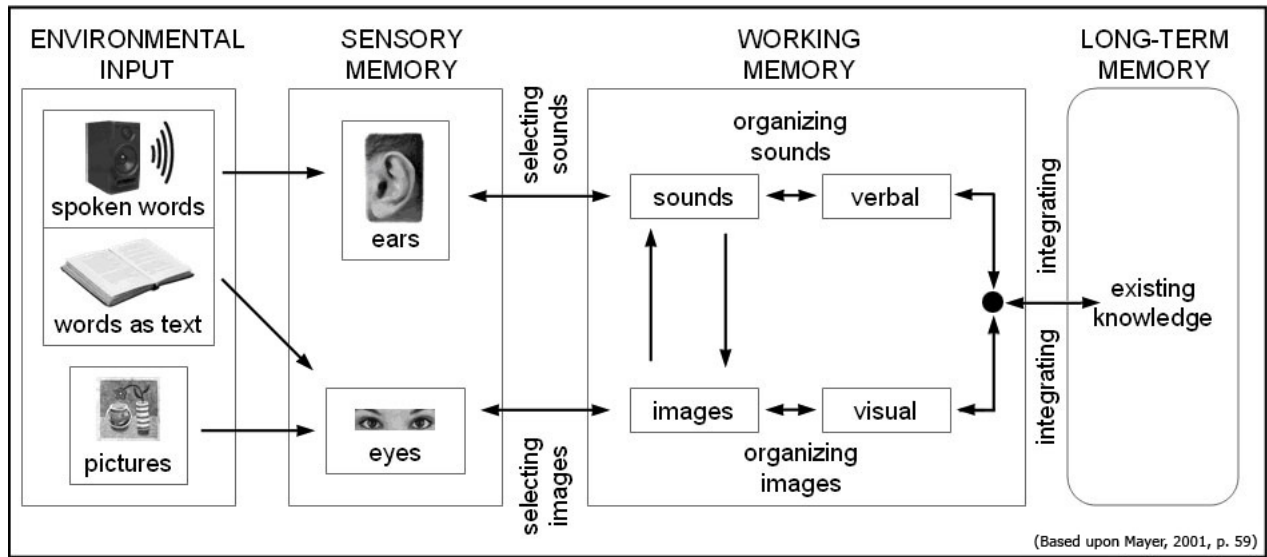 ENVIRONMENTAL
INPUT
spoken words
words as text
pictures
SENSORY
MEMORY
ears
eyes
selecting
sounds
selecting
images
WORKING
MEMORY
organizing
sounds
sounds
verbal
images
visual
organizing
images
integrating
integrating
LONG-TERM
MEMORY
existing
knowledge
(Based upon Mayer, 2001, p. 59)